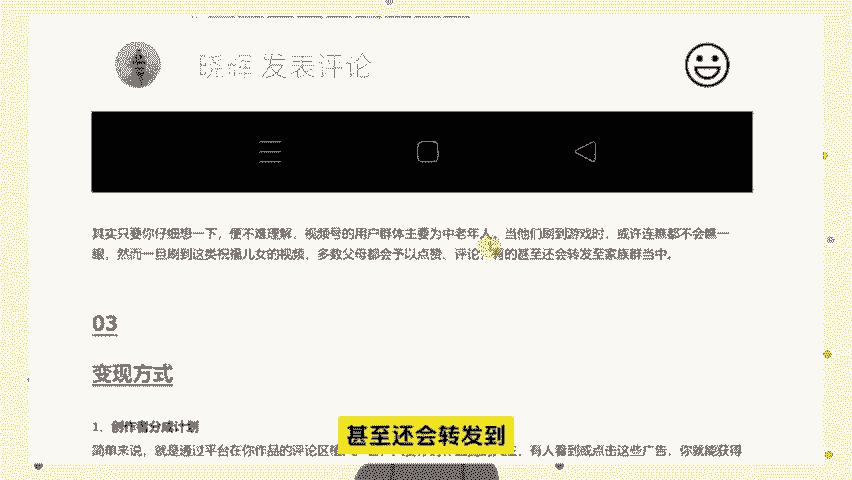 晓辉 发表评论
其实只要你仔细想一下，便不难理解，视频号的用户群体主要为中老年人，当他们刷到游戏时，或许连瞧都不会瞧一
眼，然而一旦刷到这类祝福儿女的视频，多数父母都会予以点赞、评论，有的甚至还会转发至家族群当中。
03
变现方式
1. 创作者分成计划
甚至还会转发到
简单来说，就是通过平台在你作品的评论区植 有人看到或点击这些广告，你就能获得